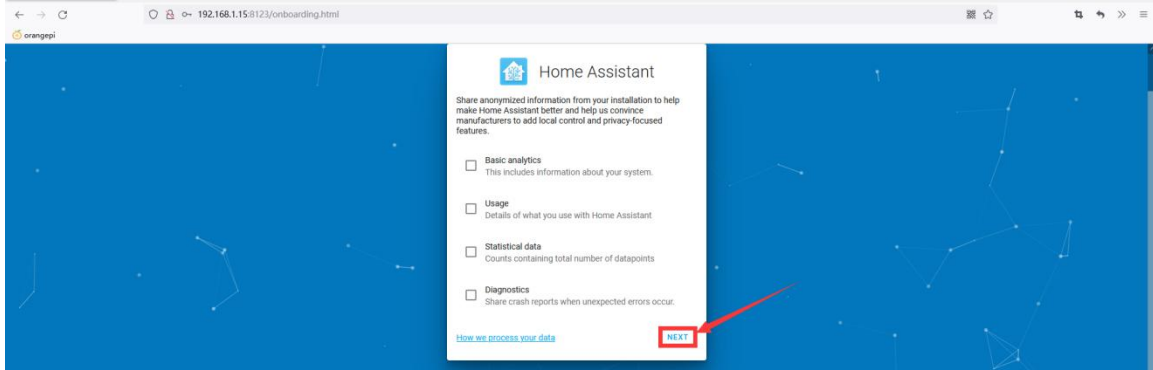 192.168.1.15:8123/onboarding.html
orangepi
Home Assistant
Share anonymized information from your installation to help
make Home Assistant better and help us convince
manufacturers to add local control and privacy-focused
features.
Basic analytics
This includes information about your system.
Usage
Details of what you use with Home Assistant
Statistical data
Counts containing total number of datapoints
Diagnostics
Share crash reports when unexpected errors occur.
How we process your data
NEXT